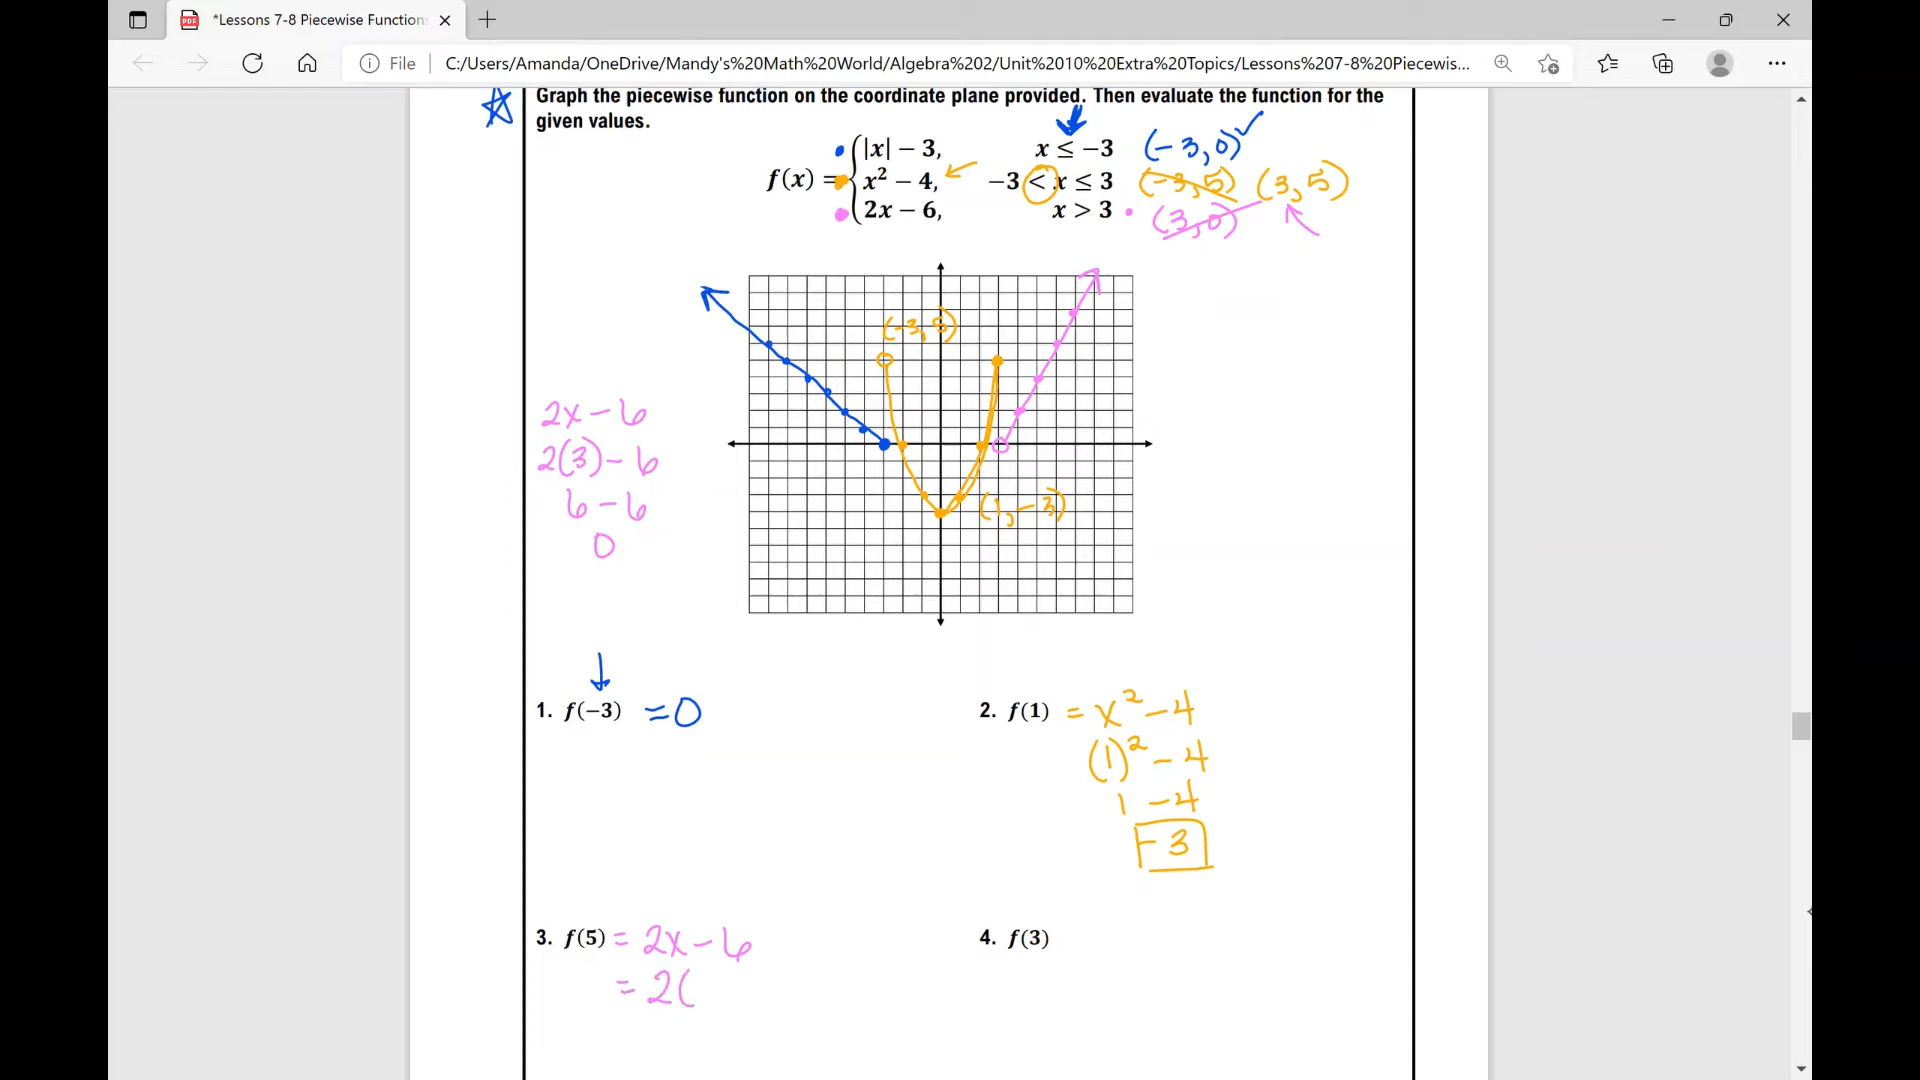 *Lessons 7-8 Piecewise Function
File C:/Users/Amanda/OneDrive/Mandy's%20Math%20World/Algebra%202/Unit%2010%20Extra%20Topics/Lessons%207-8%20Piecewis...
Graph the piecewise function on the coordinate plane provided. Then evaluate the function for the
given values.
|x| − 3, x ≤ −3 (-3,0)
f(x) = x² − 4, −3 < x ≤ 3 (-3,5) (3,5)
2x − 6, x > 3 (3,0)
(-3,5)
2x-6
2(3)-6
6-6
0
(1,-3)
1. f(−3) =0
2. f(1) = x²-4
(1)²-4
1 -4
-3
3. f(5) = 2x-6
= 2(
4. f(3)